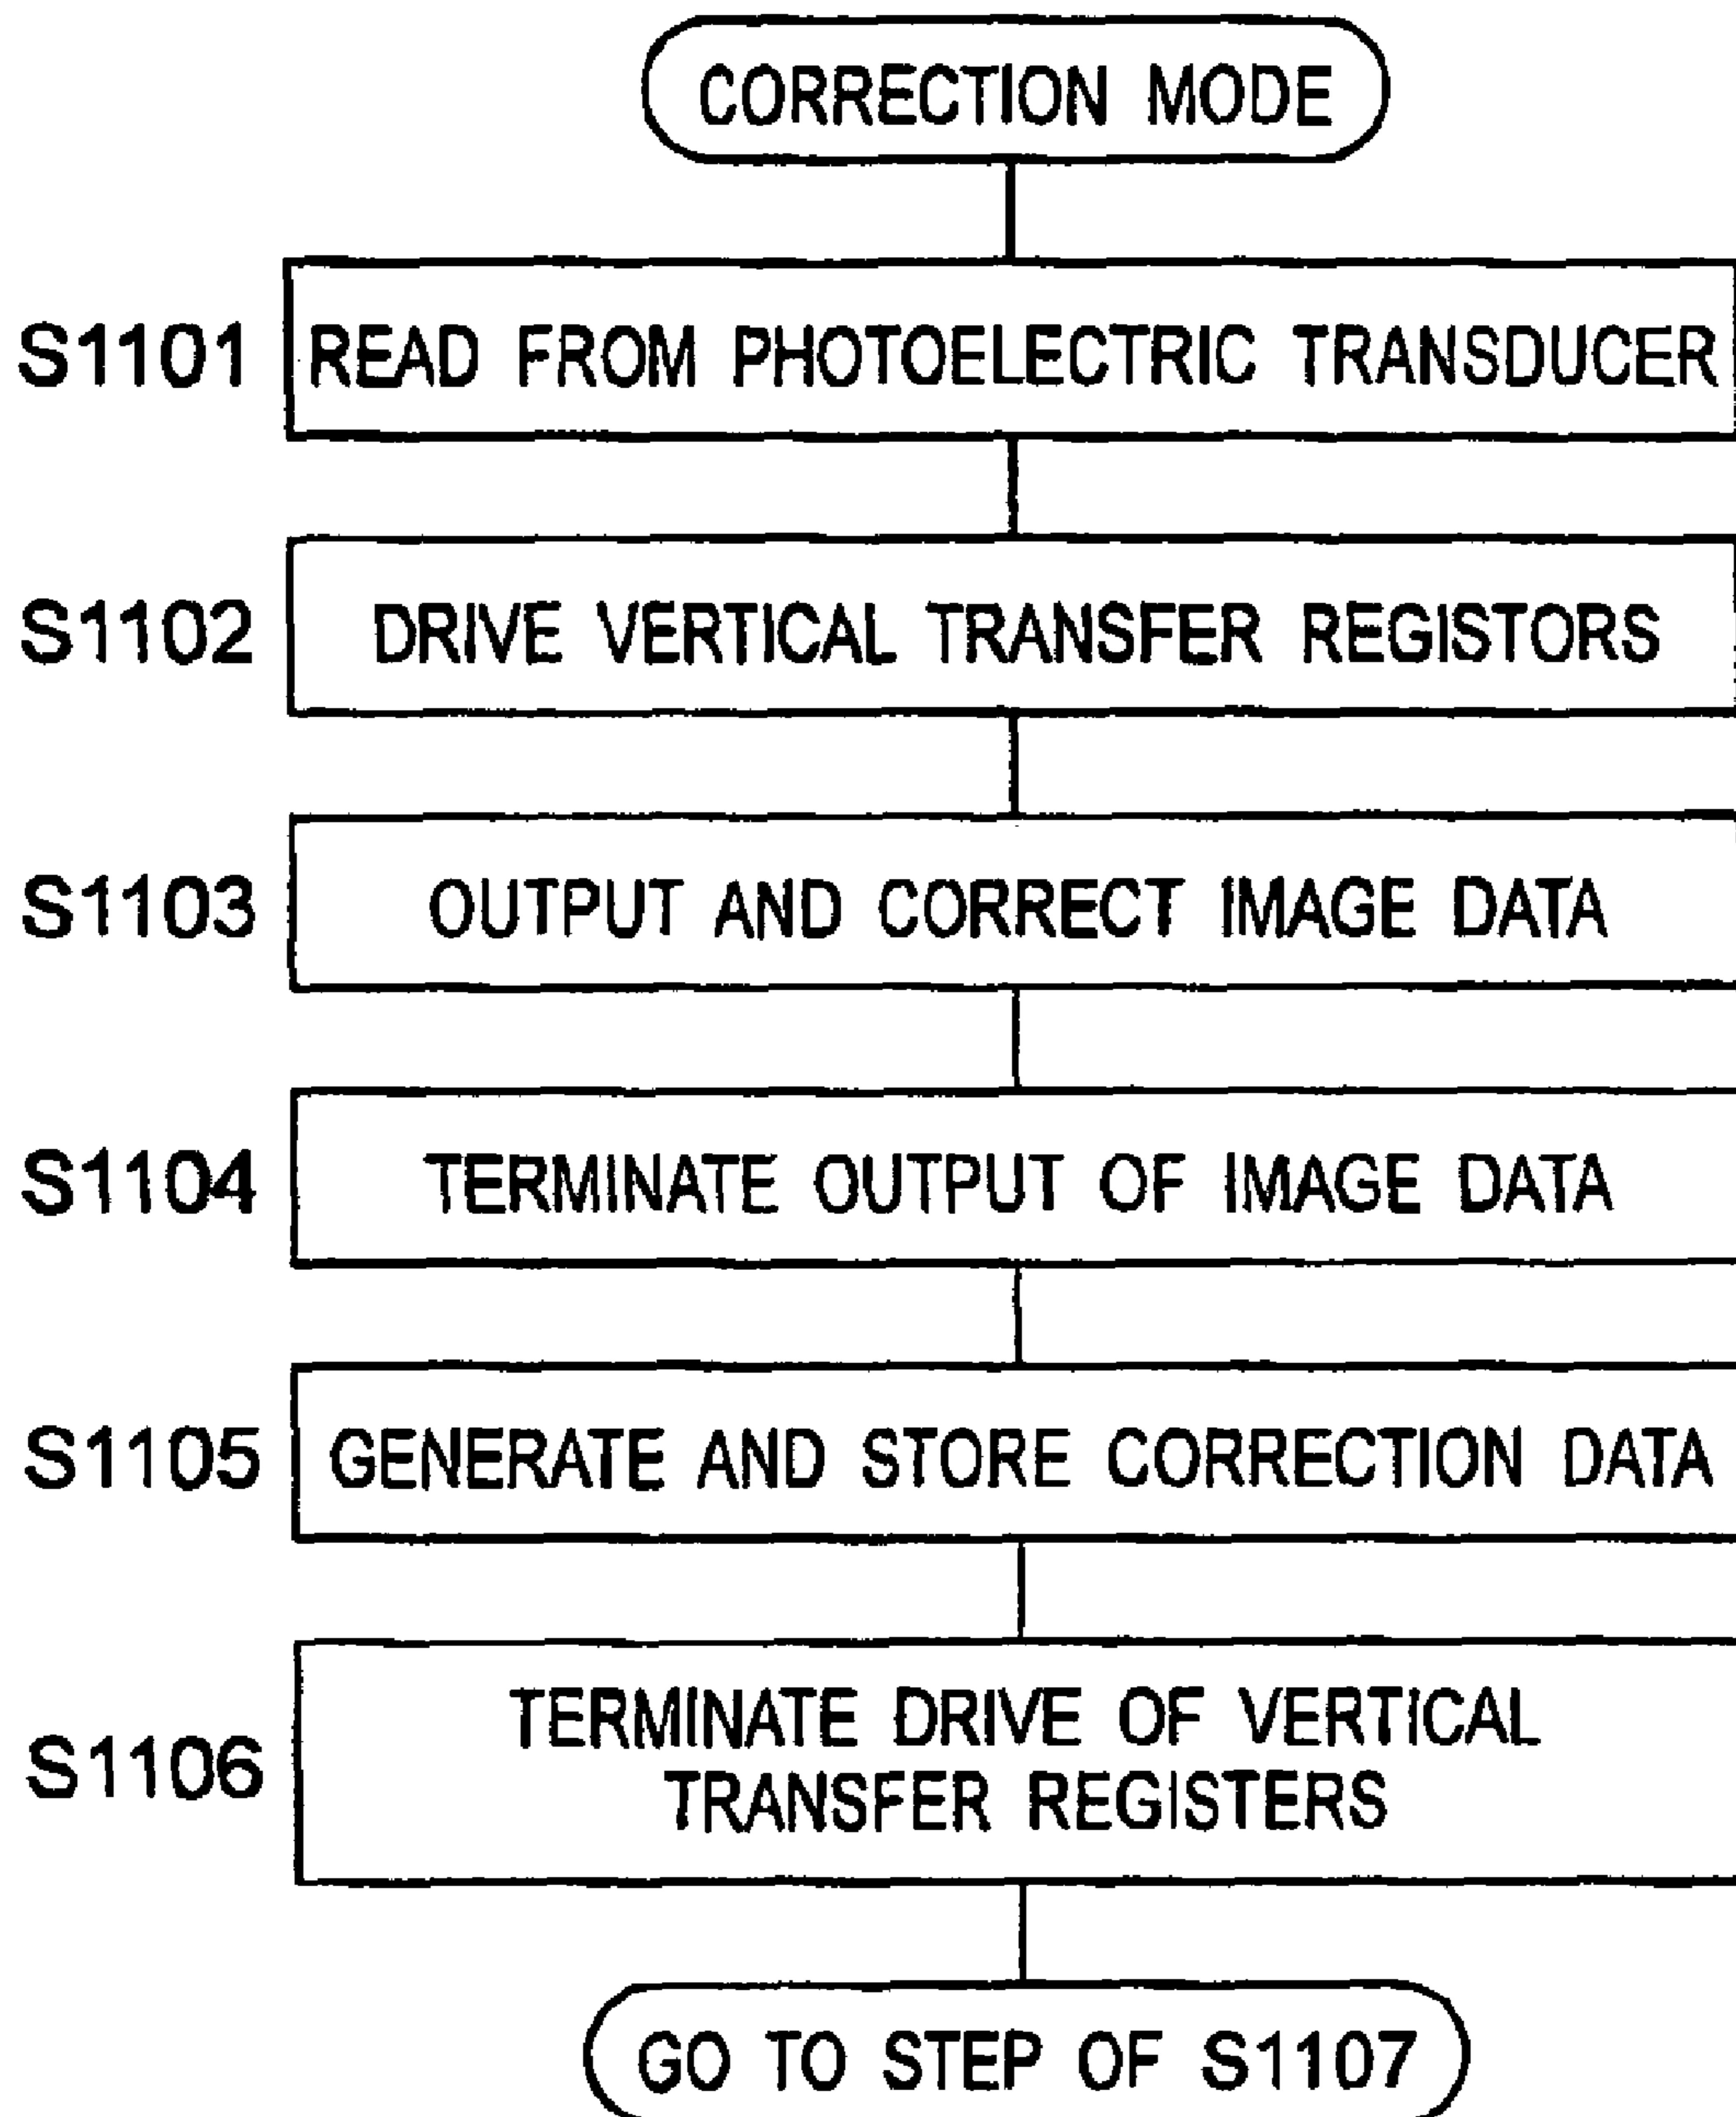 CORRECTION MODE
S1101 READ FROM PHOTOELECTRIC TRANSDUCER
S1102 DRIVE VERTICAL TRANSFER REGISTORS
S1103 OUTPUT AND CORRECT IMAGE DATA
S1104 TERMINATE OUTPUT OF IMAGE DATA
S1105 GENERATE AND STORE CORRECTION DATA
S1106 TERMINATE DRIVE OF VERTICAL
TRANSFER REGISTERS
GO TO STEP OF S1107